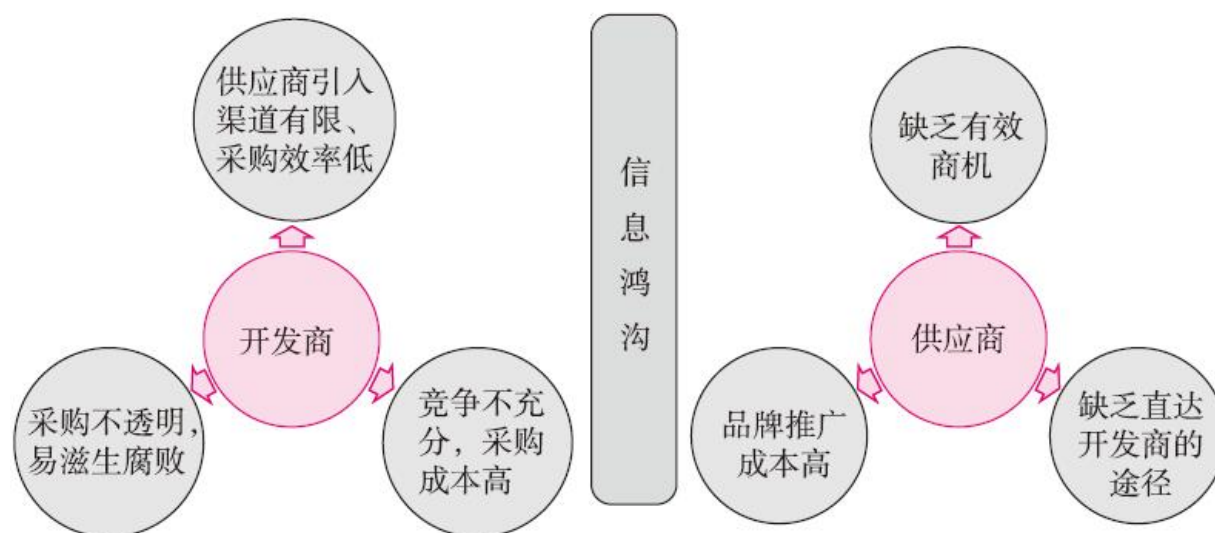 供应商引入
渠道有限、
采购效率低
开发商
采购不透明，
易滋生腐败
竞争不充
分，采购
成本高
信
息
鸿
沟
缺乏有效
商机
供应商
品牌推广
成本高
缺乏直达
开发商的
途径